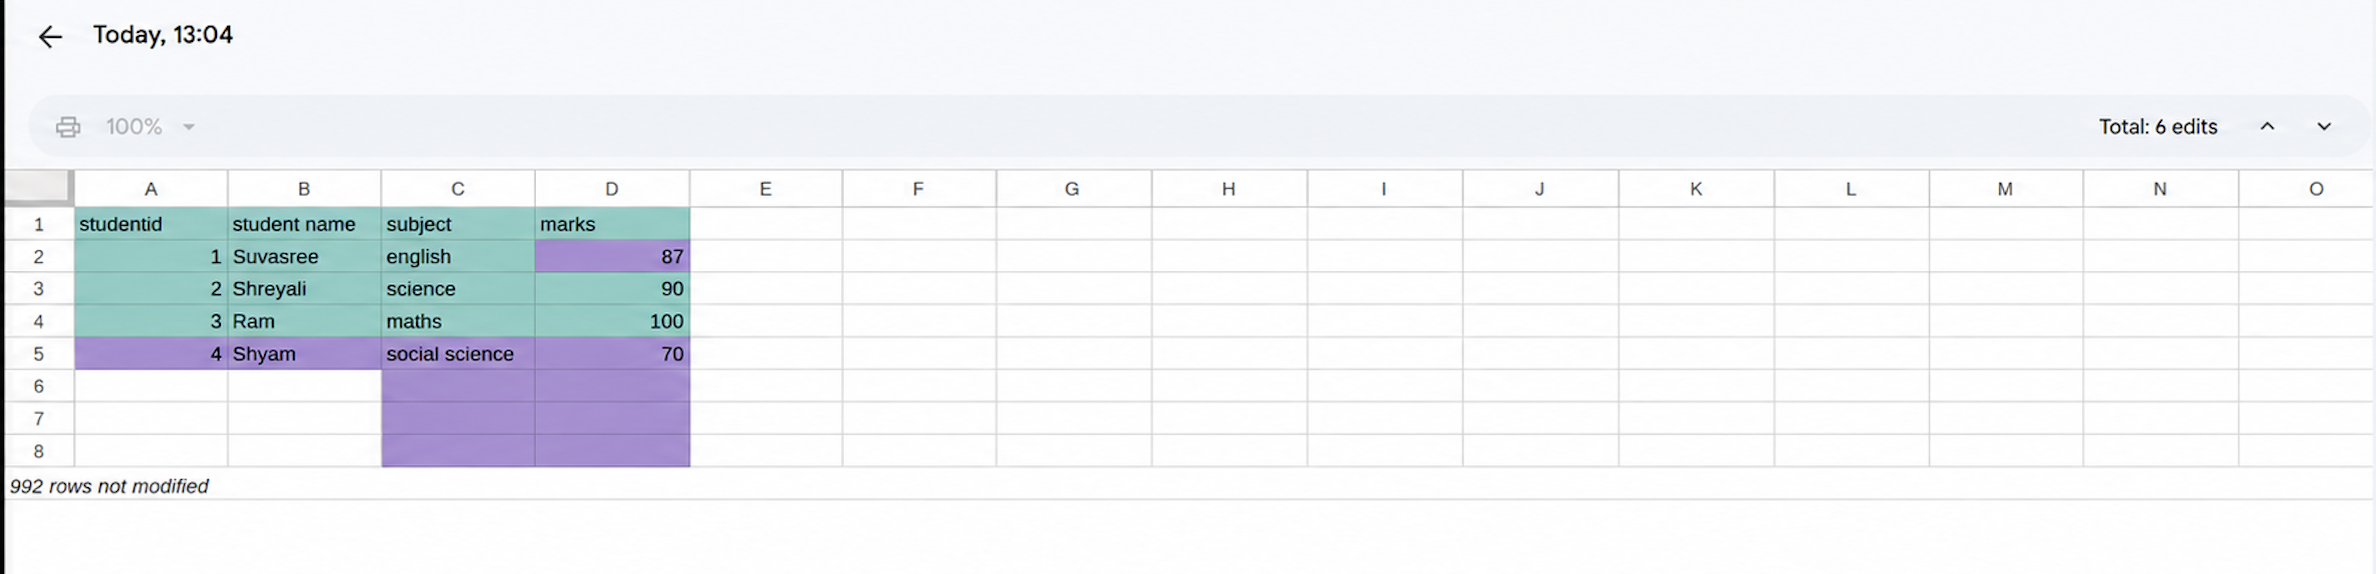 Today, 13:04
100% Total: 6 edits
A B C D E F G H I J K L M N O
1 studentid student name subject marks
2 1 Suvasree english 87
3 2 Shreyali science 90
4 3 Ram maths 100
5 4 Shyam social science 70
6
7
8
992 rows not modified